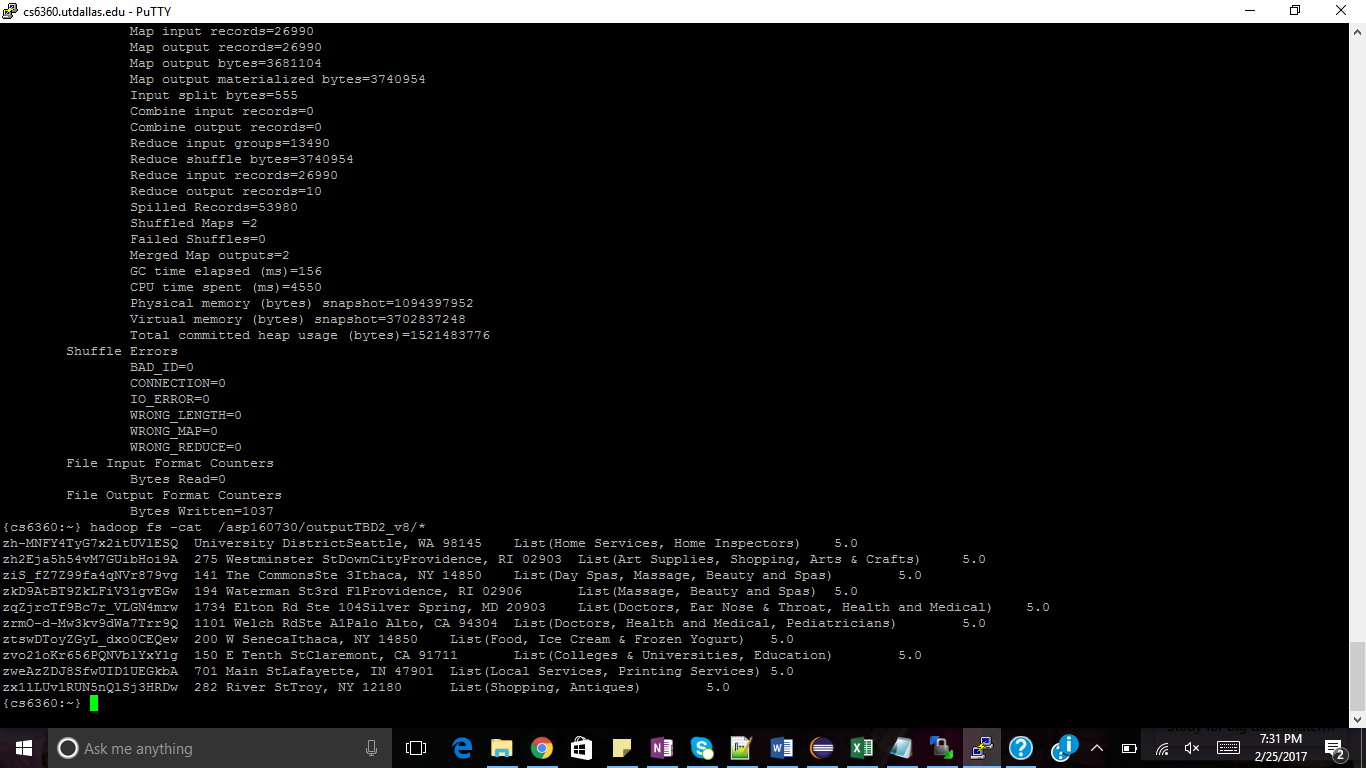 cs6360.utdallas.edu - PuTTY
Map input records=26990
Map output records=26990
Map output bytes=3681104
Map output materialized bytes=3740954
Input split bytes=555
Combine input records=0
Combine output records=0
Reduce input groups=13490
Reduce shuffle bytes=3740954
Reduce input records=26990
Reduce output records=10
Spilled Records=53980
Shuffled Maps =2
Failed Shuffles=0
Merged Map outputs=2
GC time elapsed (ms)=156
CPU time spent (ms)=4550
Physical memory (bytes) snapshot=1094397952
Virtual memory (bytes) snapshot=3702837248
Total committed heap usage (bytes)=1521483776
Shuffle Errors
BAD_ID=0
CONNECTION=0
IO_ERROR=0
WRONG_LENGTH=0
WRONG_MAP=0
WRONG_REDUCE=0
File Input Format Counters
Bytes Read=0
File Output Format Counters
Bytes Written=1037
{cs6360:~} hadoop fs -cat /asp160730/outputTBD2_v8/*
zh-MNFY4TyG7x2itUVlESQ University DistrictSeattle, WA 98145 List(Home Services, Home Inspectors) 5.0
zh2Eja5h54vM7GUibHoi9A 275 Westminster StDownCityProvidence, RI 02903 List(Art Supplies, Shopping, Arts & Crafts) 5.0
ziS_fZ7Z99fa4qNVr879vg 141 The CommonsSte 3Ithaca, NY 14850 List(Day Spas, Massage, Beauty and Spas) 5.0
zkD9AtBT9ZkLFiV31gvEGw 194 Waterman St3rd FlProvidence, RI 02906 List(Massage, Beauty and Spas) 5.0
zqZjrcTf9Bc7r_VLGN4mrw 1734 Elton Rd Ste 104Silver Spring, MD 20903 List(Doctors, Ear Nose & Throat, Health and Medical) 5.0
zrmO-d-Mw3kv9dWa7Trr9Q 1101 Welch RdSte A1Palo Alto, CA 94304 List(Doctors, Health and Medical, Pediatricians) 5.0
ztswDToyZGyL_dxo0CEQew 200 W SenecaIthaca, NY 14850 List(Food, Ice Cream & Frozen Yogurt) 5.0
zvo21oKr656PQNVblYxYlg 150 E Tenth StClaremont, CA 91711 List(Colleges & Universities, Education) 5.0
zweAzZDJ8SfwUID1UEGkbA 701 Main StLafayette, IN 47901 List(Local Services, Printing Services) 5.0
zx1lLUvlRUN5nQlSj3HRDw 282 River StTroy, NY 12180 List(Shopping, Antiques) 5.0
{cs6360:~}
Ask me anything
7:31 PM
2/25/2017
2